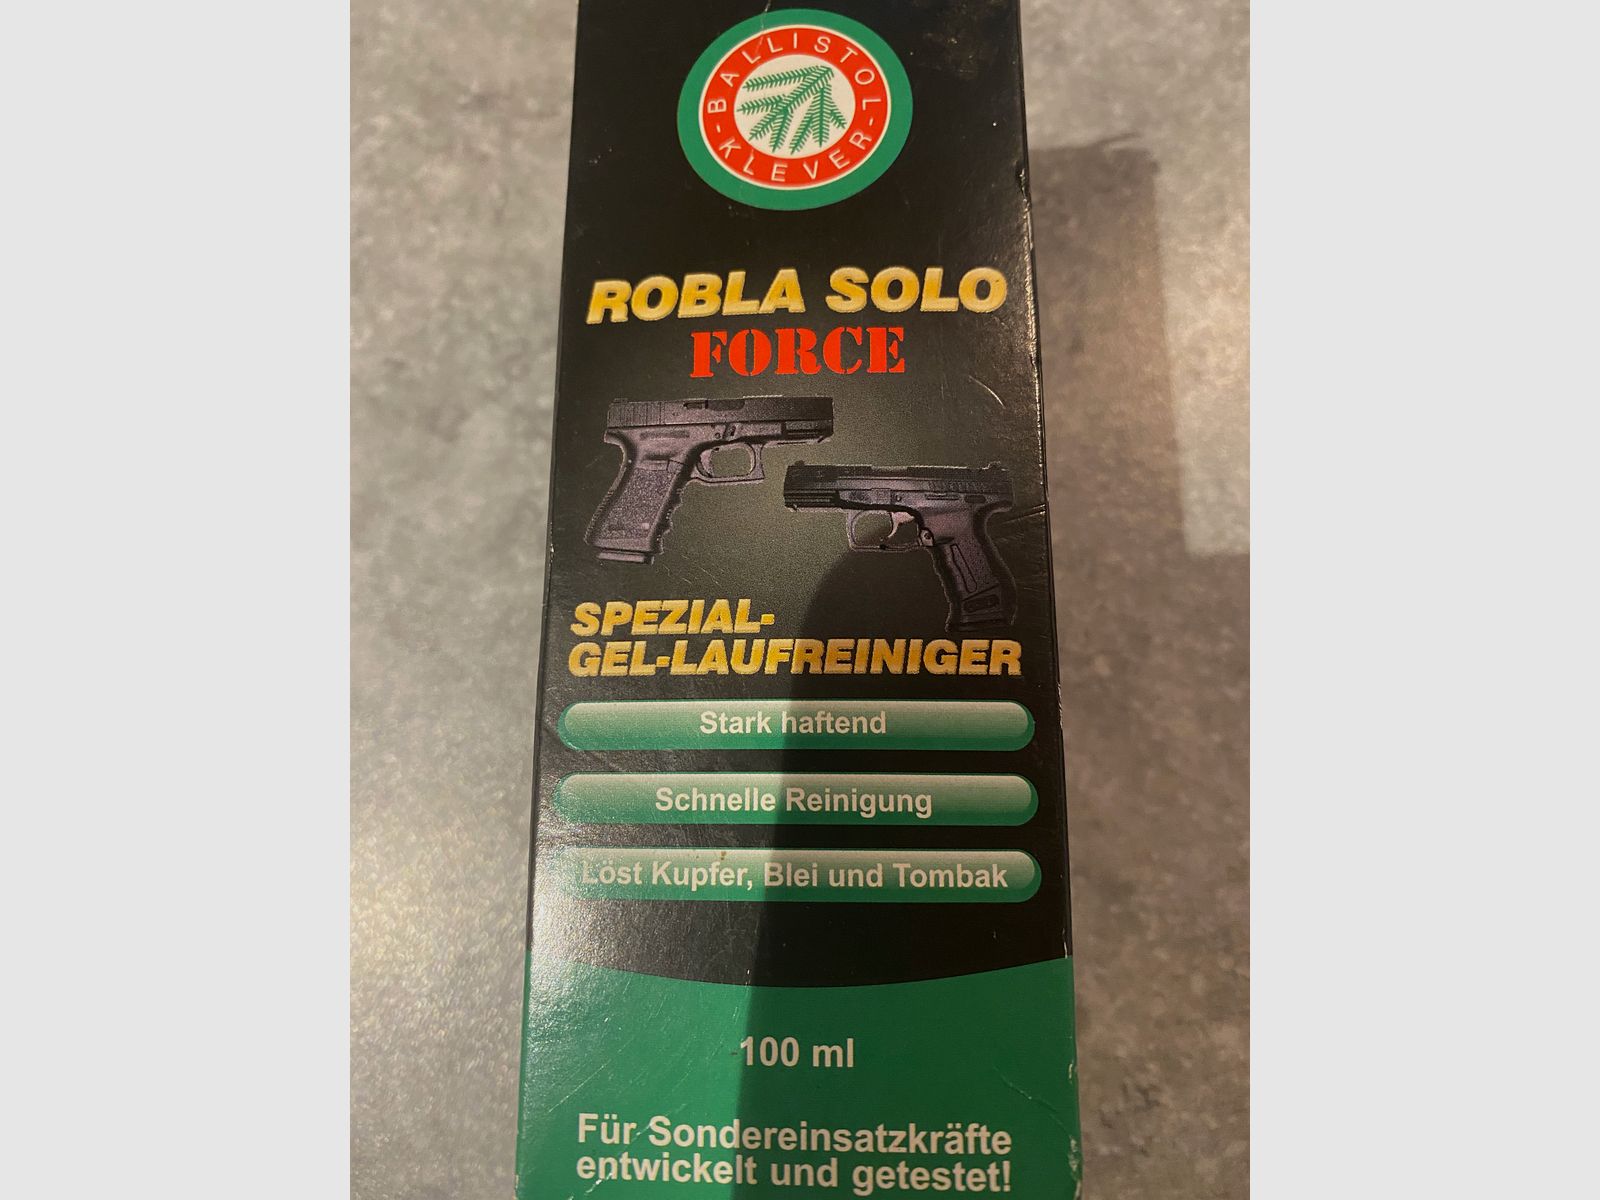 BALLISTOL
-KLEVER-
ROBLA SOLO
FORCE
SPEZIAL-
GEL-LAUFREINIGER
Stark haftend
Schnelle Reinigung
Löst Kupfer, Blei und Tombak
100 ml
Für Sondereinsatzkräfte
entwickelt und getestet!